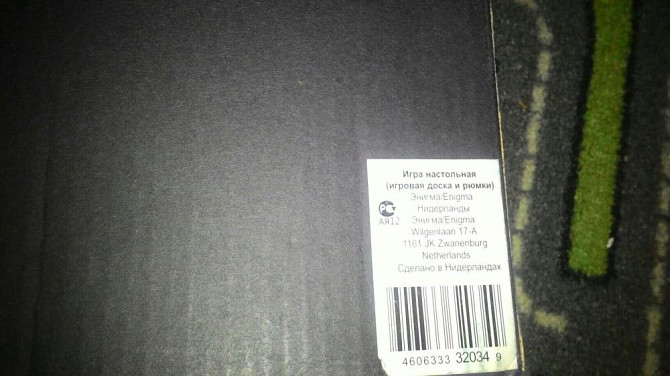 Игра настольная
(игровая доска и рюмки)
Энигма/Enigma
Нидерланды
Энигма/Enigma
Wilgenlaan 17-A
1161 JK Zwanenburg
Netherlands
Сделано в Нидерландах
РС
АЯ12
4606333 32034 9